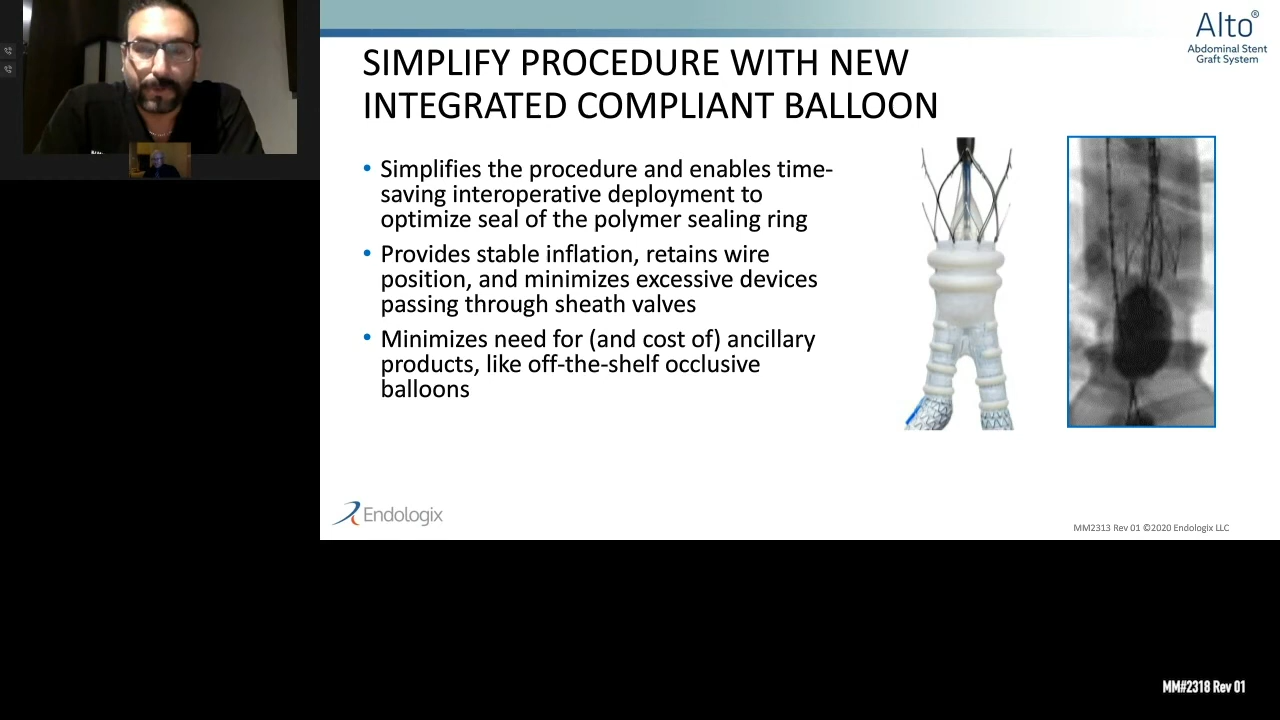 Alto®
Abdominal Stent
Graft System
SIMPLIFY PROCEDURE WITH NEW
INTEGRATED COMPLIANT BALLOON
• Simplifies the procedure and enables time-
saving interoperative deployment to
optimize seal of the polymer sealing ring
• Provides stable inflation, retains wire
position, and minimizes excessive devices
passing through sheath valves
• Minimizes need for (and cost of) ancillary
products, like off-the-shelf occlusive
balloons
Endologix
MM2313 Rev 01 ©2020 Endologix LLC
MM#2318 Rev 01